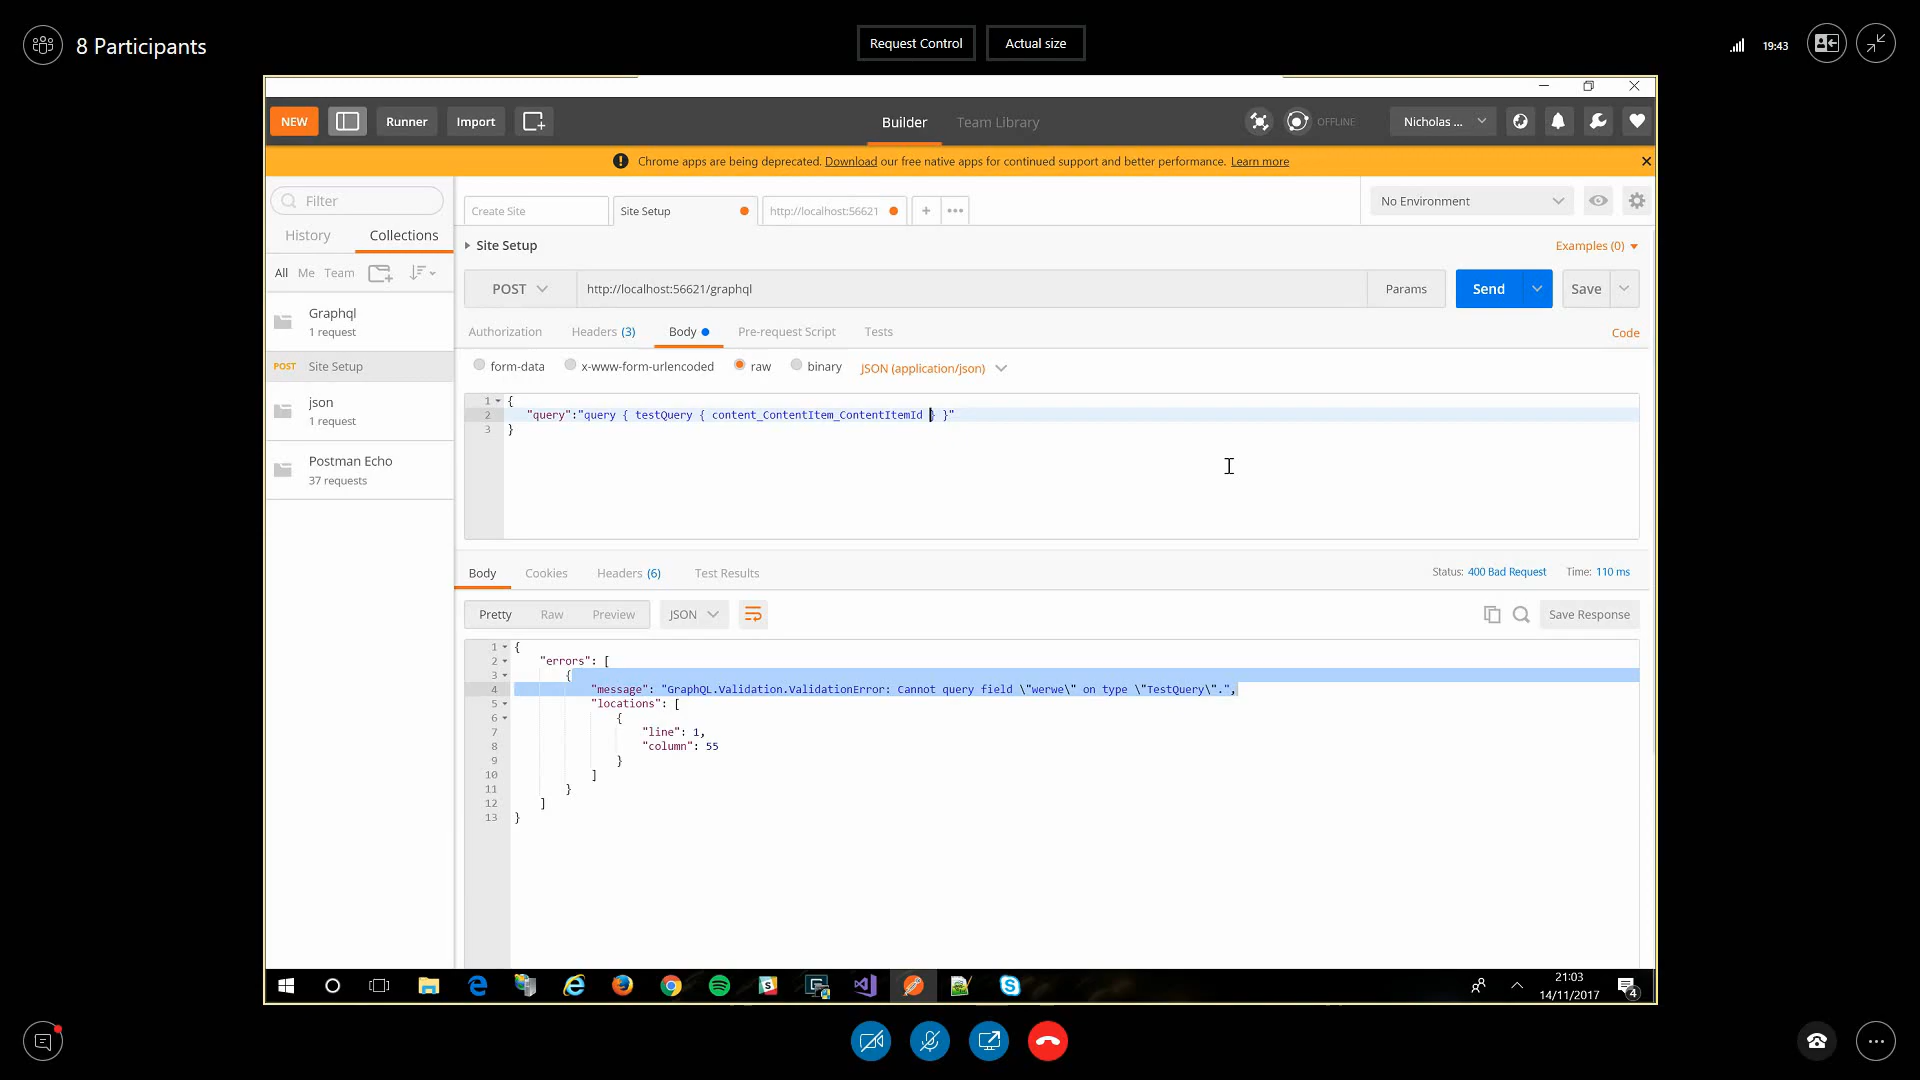 8 Participants
Request Control
Actual size
19:43
NEW
Runner
Import
Builder
Team Library
OFFLINE
Nicholas ...
Chrome apps are being deprecated. Download our free native apps for continued support and better performance. Learn more
Filter
History
Collections
All Me Team
Graphql
1 request
POST Site Setup
json
1 request
Postman Echo
37 requests
Create Site
Site Setup
http://localhost:56621
No Environment
Site Setup
Examples (0)
POST
http://localhost:56621/graphql
Params
Send
Save
Authorization
Headers (3)
Body
Pre-request Script
Tests
Code
form-data
x-www-form-urlencoded
raw
binary
JSON (application/json)
1 {
2 "query":"query { testQuery { content_ContentItem_ContentItemId } }"
3 }
Body
Cookies
Headers (6)
Test Results
Status: 400 Bad Request
Time: 110 ms
Pretty
Raw
Preview
JSON
Save Response
1 {
2 "errors": [
3 {
4 "message": "GraphQL.Validation.ValidationError: Cannot query field \"werwe\" on type \"TestQuery\".",
5 "locations": [
6 {
7 "line": 1,
8 "column": 55
9 }
10 ]
11 }
12 ]
13 }
21:03
14/11/2017
4